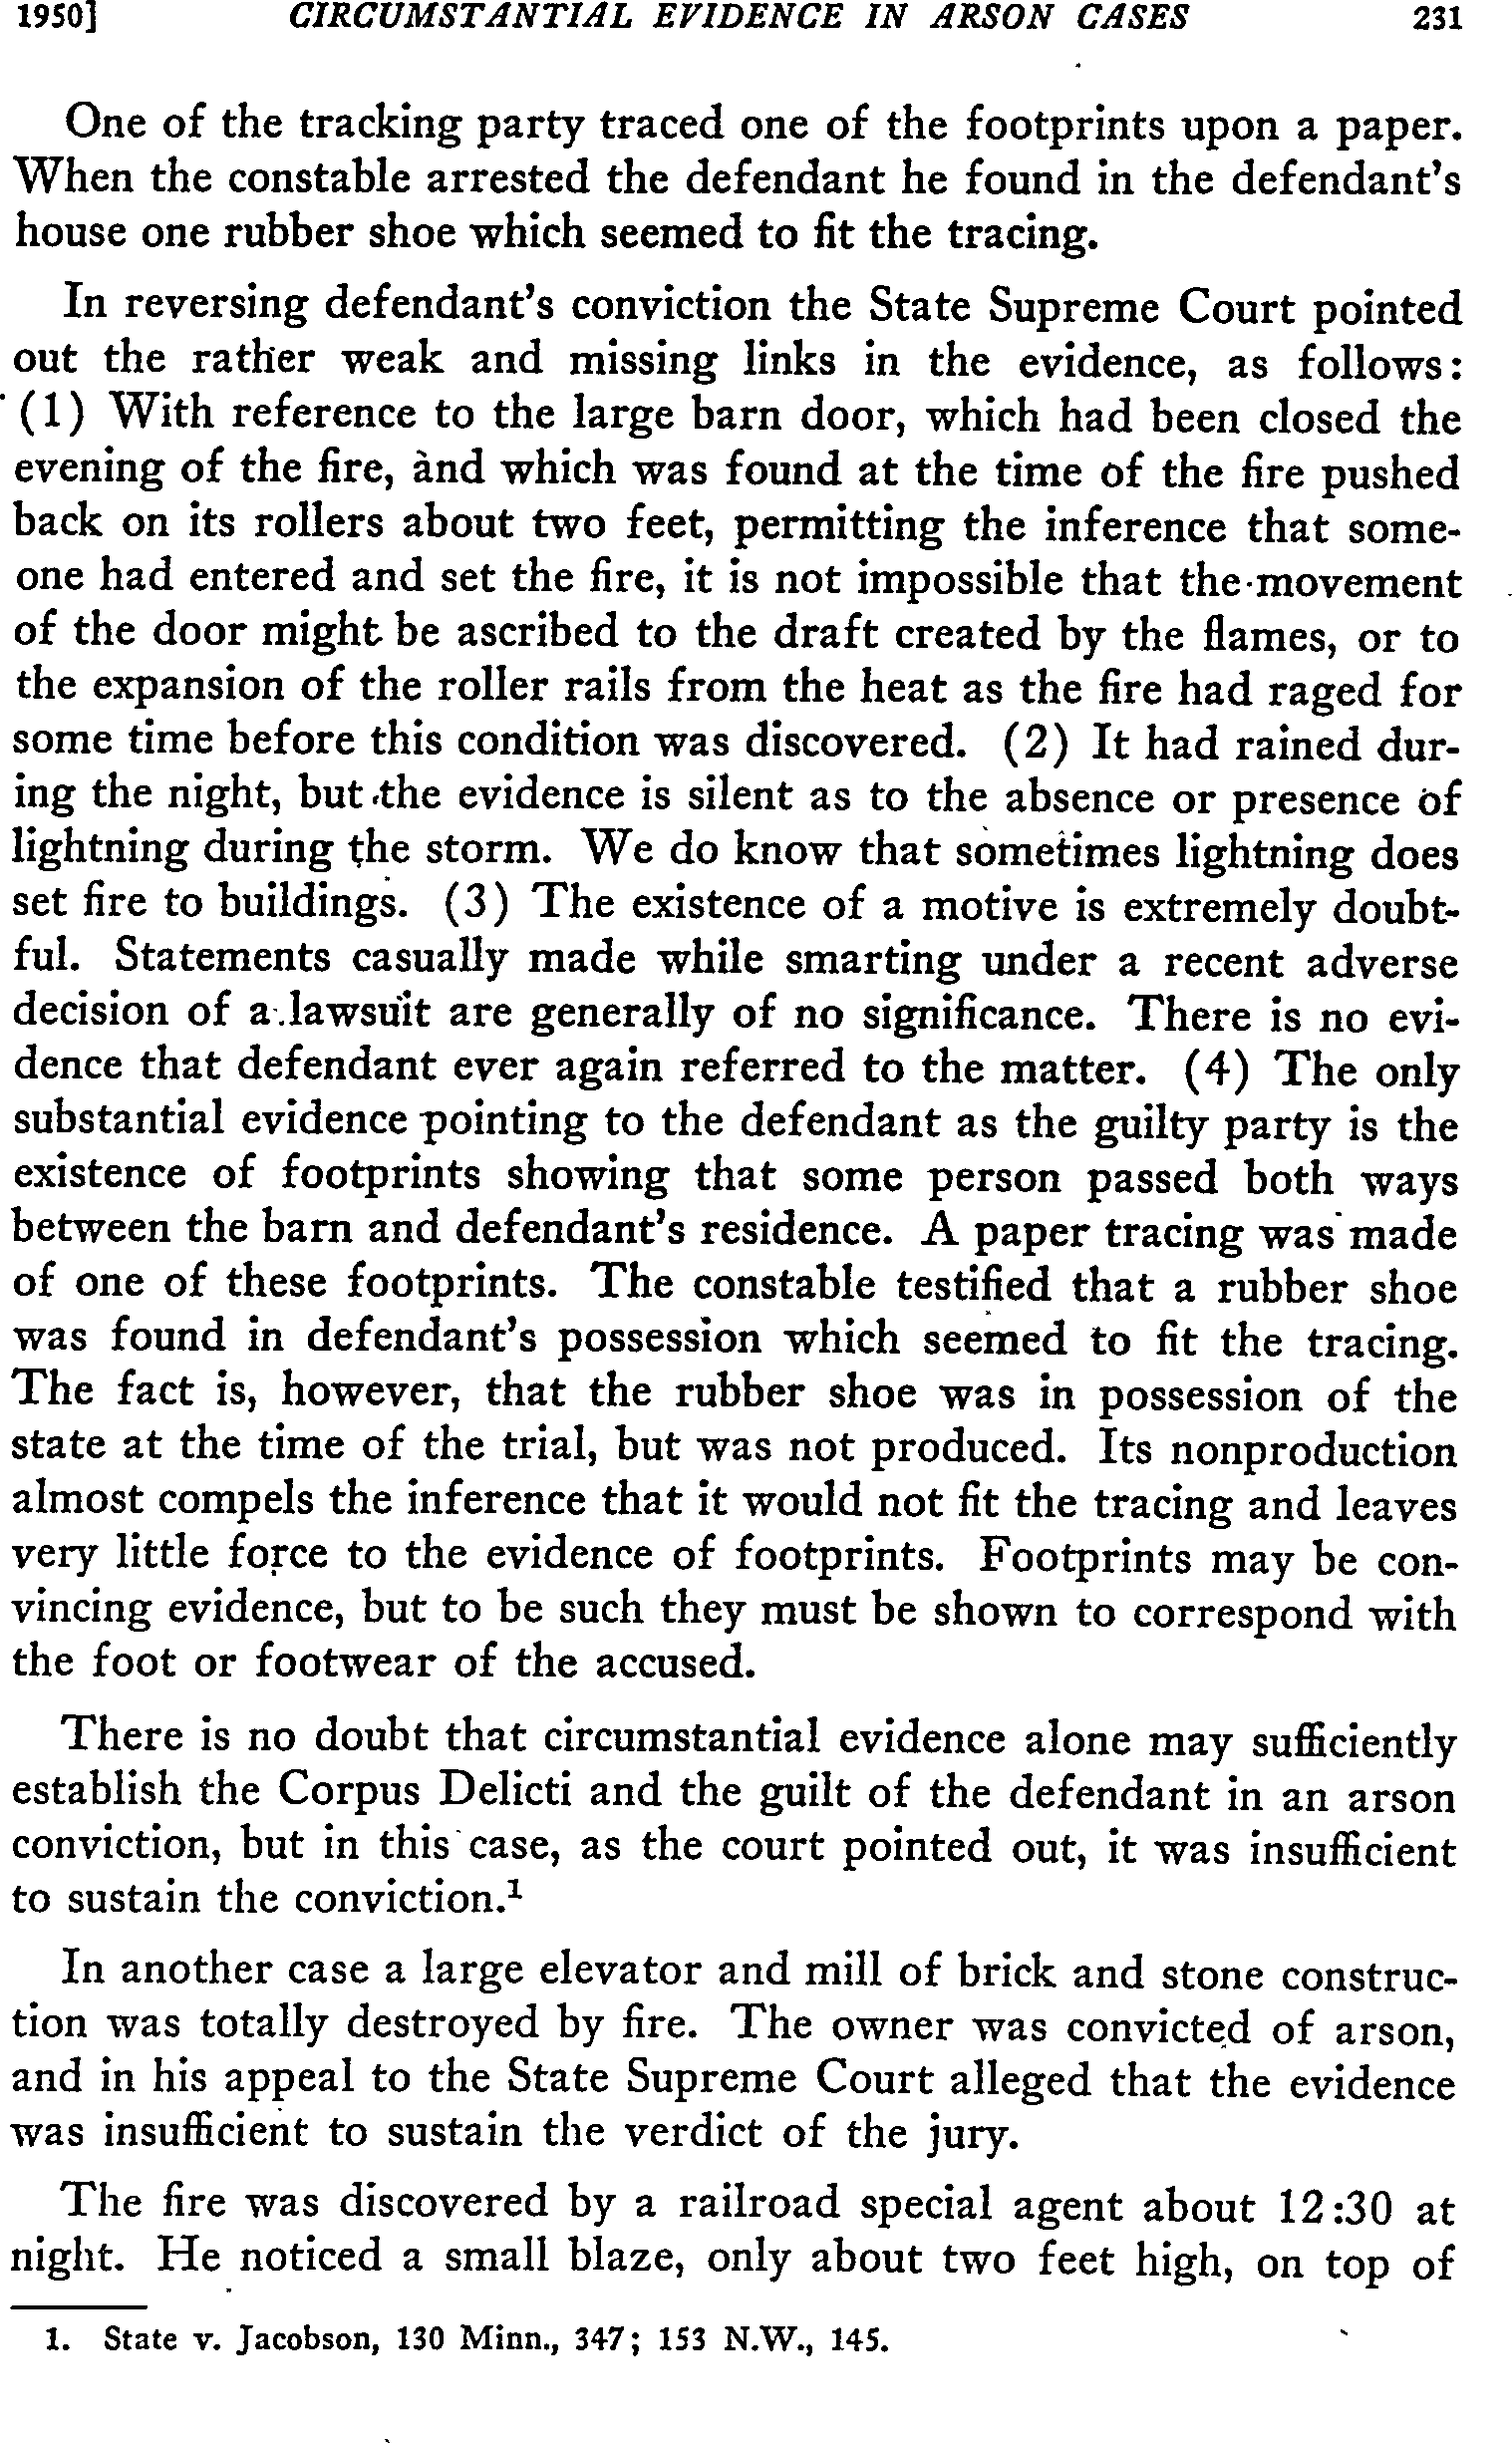 1950] CIRCUMSTANTIAL EVIDENCE IN ARSON CASES 231
One of the tracking party traced one of the footprints upon a paper.
When the constable arrested the defendant he found in the defendant's
house one rubber shoe which seemed to fit the tracing.
In reversing defendant's conviction the State Supreme Court pointed
out the rather weak and missing links in the evidence, as follows:
(1) With reference to the large barn door, which had been closed the
evening of the fire, and which was found at the time of the fire pushed
back on its rollers about two feet, permitting the inference that some-
one had entered and set the fire, it is not impossible that the movement
of the door might be ascribed to the draft created by the flames, or to
the expansion of the roller rails from the heat as the fire had raged for
some time before this condition was discovered. (2) It had rained dur-
ing the night, but the evidence is silent as to the absence or presence of
lightning during the storm. We do know that sometimes lightning does
set fire to buildings. (3) The existence of a motive is extremely doubt-
ful. Statements casually made while smarting under a recent adverse
decision of a lawsuit are generally of no significance. There is no evi-
dence that defendant ever again referred to the matter. (4) The only
substantial evidence pointing to the defendant as the guilty party is the
existence of footprints showing that some person passed both ways
between the barn and defendant's residence. A paper tracing was made
of one of these footprints. The constable testified that a rubber shoe
was found in defendant's possession which seemed to fit the tracing.
The fact is, however, that the rubber shoe was in possession of the
state at the time of the trial, but was not produced. Its nonproduction
almost compels the inference that it would not fit the tracing and leaves
very little force to the evidence of footprints. Footprints may be con-
vincing evidence, but to be such they must be shown to correspond with
the foot or footwear of the accused.
There is no doubt that circumstantial evidence alone may sufficiently
establish the Corpus Delicti and the guilt of the defendant in an arson
conviction, but in this case, as the court pointed out, it was insufficient
to sustain the conviction.¹
In another case a large elevator and mill of brick and stone construc-
tion was totally destroyed by fire. The owner was convicted of arson,
and in his appeal to the State Supreme Court alleged that the evidence
was insufficient to sustain the verdict of the jury.
The fire was discovered by a railroad special agent about 12:30 at
night. He noticed a small blaze, only about two feet high, on top of
1. State v. Jacobson, 130 Minn., 347; 153 N.W., 145.